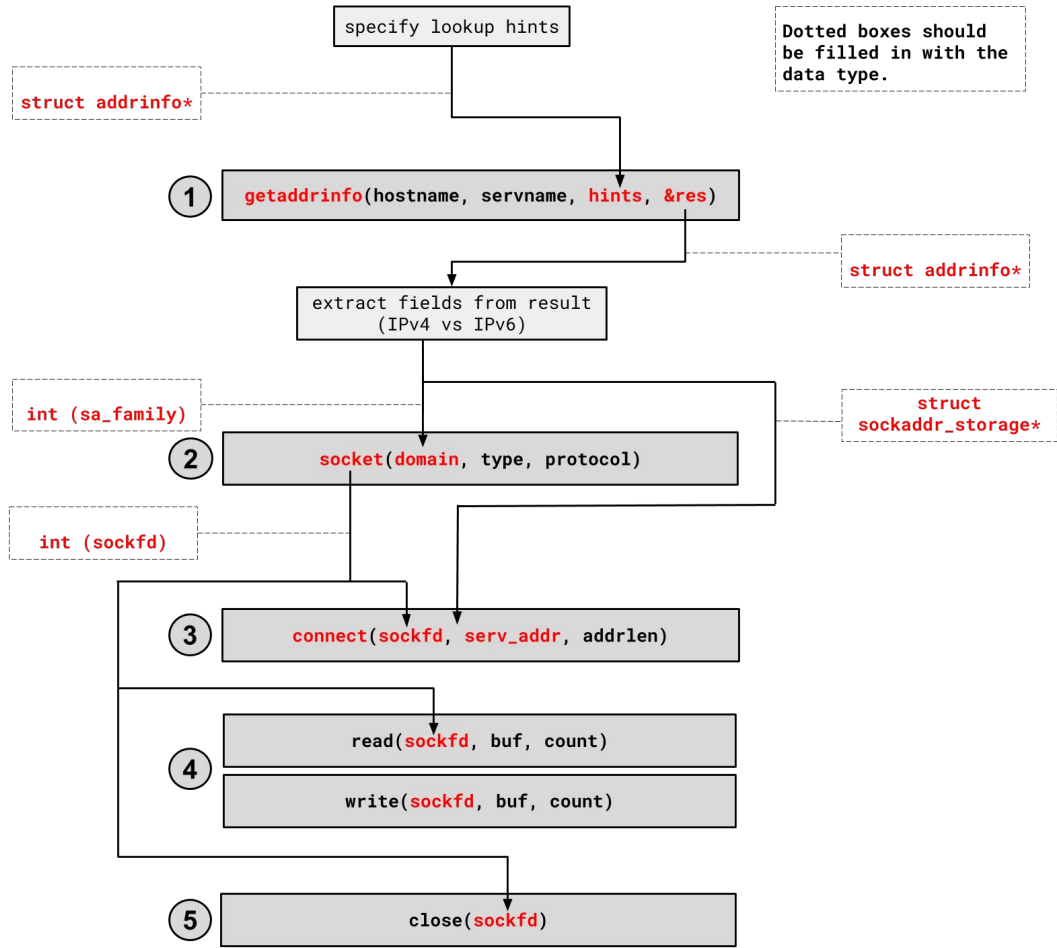 specify lookup hints
Dotted boxes should
be filled in with the
data type.
struct addrinfo*
1
getaddrinfo(hostname, servname, hints, &res)
struct addrinfo*
extract fields from result
(IPv4 vs IPv6)
int (sa_family)
struct
sockaddr_storage*
2
socket(domain, type, protocol)
int (sockfd)
3
connect(sockfd, serv_addr, addrlen)
4
read(sockfd, buf, count)
write(sockfd, buf, count)
5
close(sockfd)